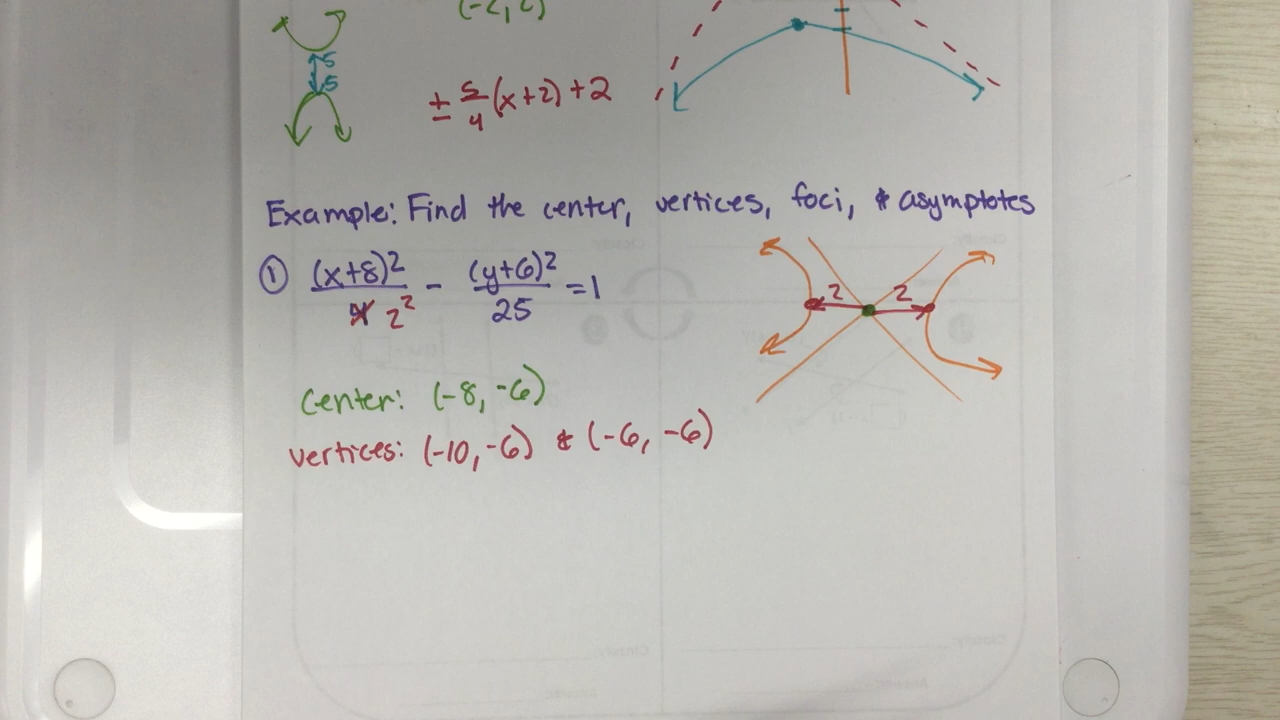 (-2, 2)
5
5
± 5/4 (x+2) +2
Example: Find the center, vertices, foci, & asymptotes
① (x+8)²/4 2² - (y+6)²/25 =1
2 2
center: (-8, -6)
vertices: (-10, -6) & (-6, -6)